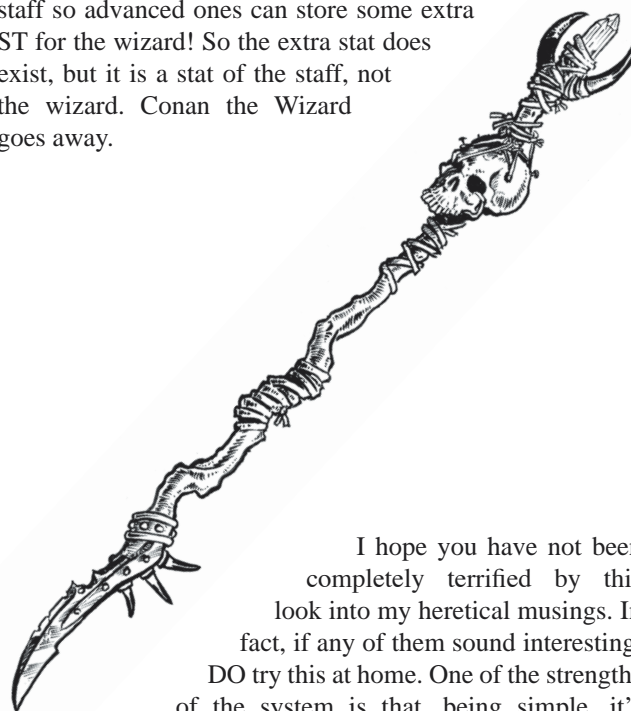 staff so advanced ones can store some extra
ST for the wizard! So the extra stat does
exist, but it is a stat of the staff, not
the wizard. Conan the Wizard
goes away.
I hope you have not been
completely terrified by thi
look into my heretical musings. In
fact, if any of them sound interesting,
DO try this at home. One of the strength
of the system is that, being simple, it’